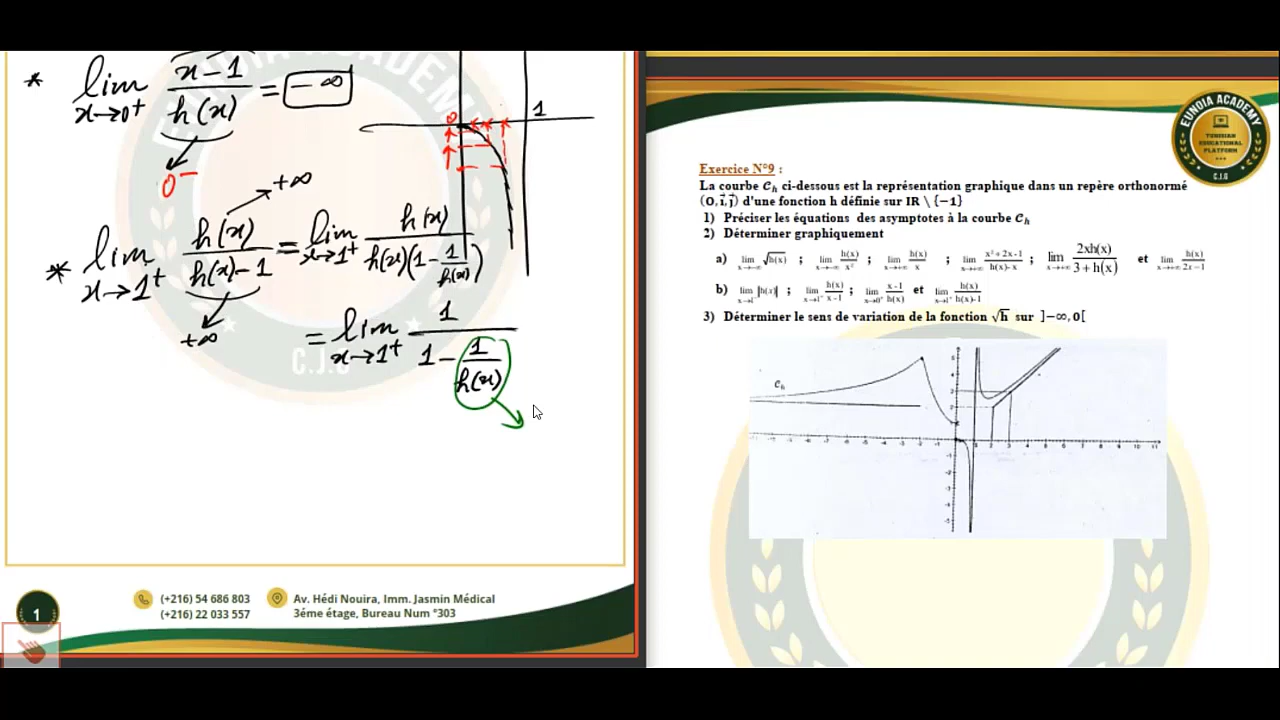 * lim x→0⁺ (x-1)/h(x) = -∞
0⁻
0
1
+∞
* lim x→1⁺ h(x)/(h(x)-1) = lim x→1⁺ h(x)/(h(x)(1-1/h(x)))
+∞
= lim x→1⁺ 1/(1-1/h(x))
C.J.G
1
(+216) 54 686 803
(+216) 22 033 557
Av. Hédi Nouira, Imm. Jasmin Médical
3éme étage, Bureau Num °303
EUNOIA ACADEMY
TUNISIAN
EDUCATIONAL
PLATFORM
C.J.G
Exercice N°9 :
La courbe 𝒞h ci-dessous est la représentation graphique dans un repère orthonormé
(O,i⃗,j⃗) d'une fonction h définie sur IR \ {-1}
1) Préciser les équations des asymptotes à la courbe 𝒞h
2) Déterminer graphiquement
a) lim x→-∞ √h(x) ; lim x→-∞ h(x)/x² ; lim x→-∞ h(x)/x ; lim x→-∞ (x²+2x-1)/(h(x)-x) ; lim x→+∞ 2xh(x)/(3+h(x)) et lim x→+∞ h(x)/(2x-1)
b) lim x→1⁻ |h(x)| ; lim x→1⁻ h(x)/(x-1) ; lim x→0⁺ (x-1)/h(x) et lim x→1⁺ h(x)/(h(x)-1)
3) Déterminer le sens de variation de la fonction √h sur ]-∞,0[
𝒞h